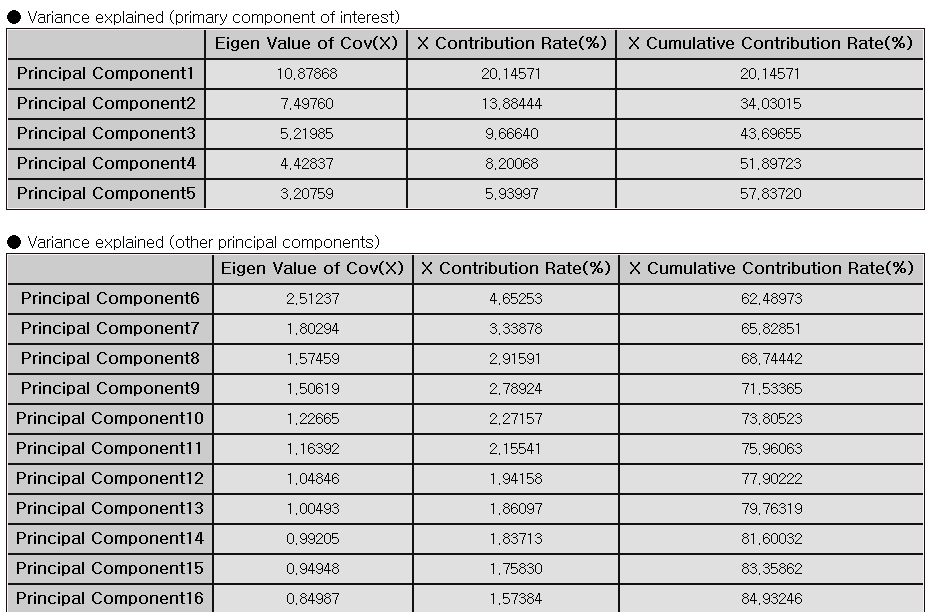 ● Variance explained (primary component of interest)
Eigen Value of Cov(X) X Contribution Rate(%) X Cumulative Contribution Rate(%)
Principal Component1 10,87868 20,14571 20,14571
Principal Component2 7,49760 13,88444 34,03015
Principal Component3 5,21985 9,66640 43,69655
Principal Component4 4,42837 8,20068 51,89723
Principal Component5 3,20759 5,93997 57,83720
● Variance explained (other principal components)
Eigen Value of Cov(X) X Contribution Rate(%) X Cumulative Contribution Rate(%)
Principal Component6 2,51237 4,65253 62,48973
Principal Component7 1,80294 3,33878 65,82851
Principal Component8 1,57459 2,91591 68,74442
Principal Component9 1,50619 2,78924 71,53365
Principal Component10 1,22665 2,27157 73,80523
Principal Component11 1,16392 2,15541 75,96063
Principal Component12 1,04846 1,94158 77,90222
Principal Component13 1,00493 1,86097 79,76319
Principal Component14 0,99205 1,83713 81,60032
Principal Component15 0,94948 1,75830 83,35862
Principal Component16 0,84987 1,57384 84,93246